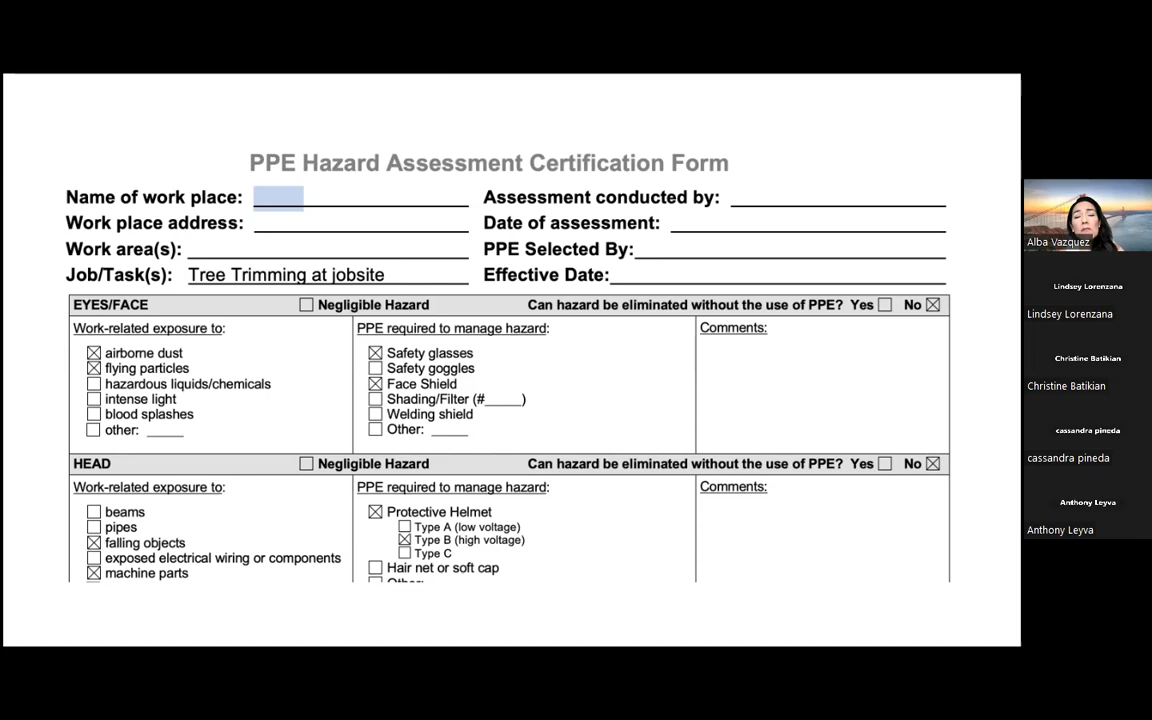 PPE Hazard Assessment Certification Form
Name of work place: Assessment conducted by:
Work place address: Date of assessment:
Work area(s): PPE Selected By:
Job/Task(s): Tree Trimming at jobsite Effective Date:
EYES/FACE Negligible Hazard Can hazard be eliminated without the use of PPE? Yes No
Work-related exposure to: PPE required to manage hazard: Comments:
airborne dust Safety glasses
flying particles Safety goggles
hazardous liquids/chemicals Face Shield
intense light Shading/Filter (#_____)
blood splashes Welding shield
other: _____ Other: _____
HEAD Negligible Hazard Can hazard be eliminated without the use of PPE? Yes No
Work-related exposure to: PPE required to manage hazard: Comments:
beams Protective Helmet
pipes Type A (low voltage)
falling objects Type B (high voltage)
exposed electrical wiring or components Type C
machine parts Hair net or soft cap
Alba Vazquez
Lindsey Lorenzana
Lindsey Lorenzana
Christine Batikian
Christine Batikian
cassandra pineda
cassandra pineda
Anthony Leyva
Anthony Leyva